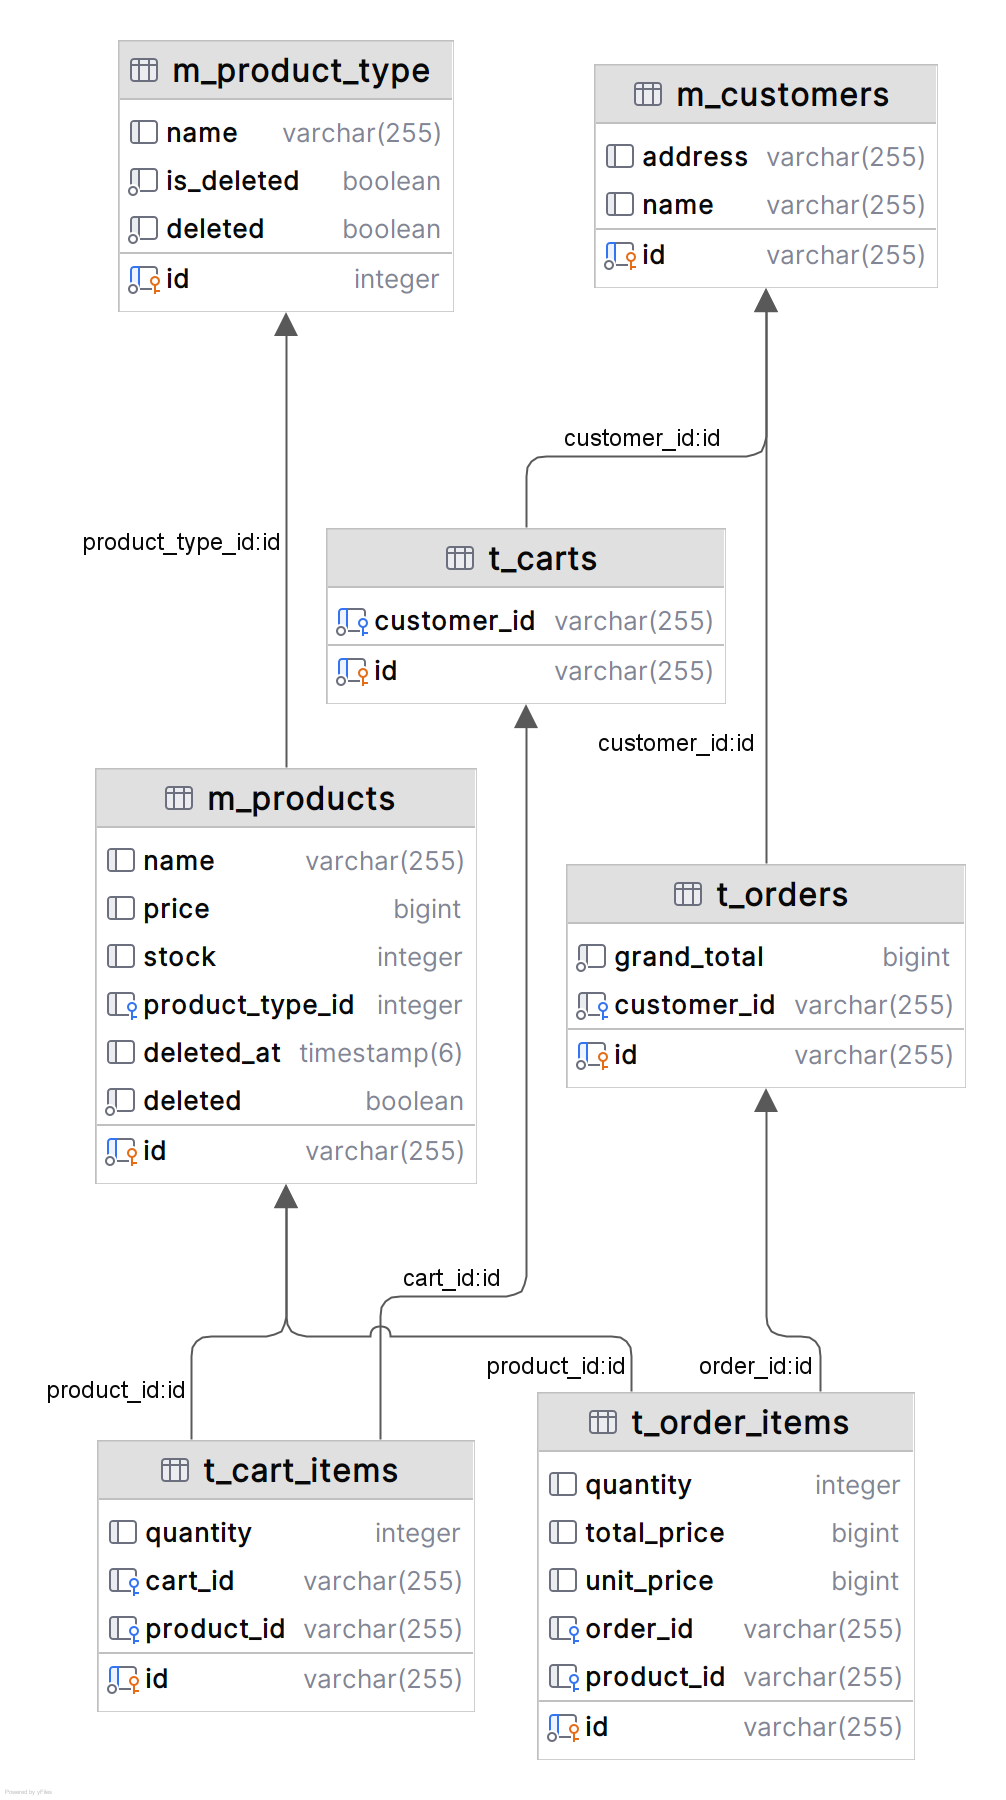 m_product_type
name varchar(255)
is_deleted boolean
deleted boolean
id integer
m_customers
address varchar(255)
name varchar(255)
id varchar(255)
customer_id:id
product_type_id:id
t_carts
customer_id varchar(255)
id varchar(255)
customer_id:id
m_products
name varchar(255)
price bigint
stock integer
product_type_id integer
deleted_at timestamp(6)
deleted boolean
id varchar(255)
t_orders
grand_total bigint
customer_id varchar(255)
id varchar(255)
cart_id:id
product_id:id
product_id:id
order_id:id
t_cart_items
quantity integer
cart_id varchar(255)
product_id varchar(255)
id varchar(255)
t_order_items
quantity integer
total_price bigint
unit_price bigint
order_id varchar(255)
product_id varchar(255)
id varchar(255)
Powered by yFiles